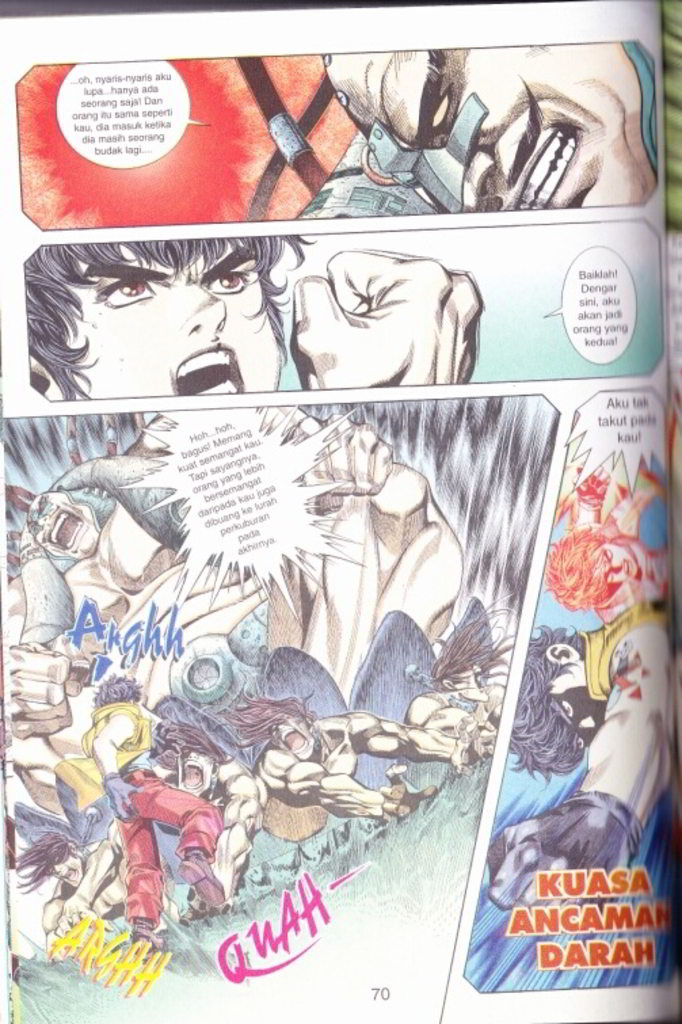 ...oh, nyaris-nyaris aku
lupa...hanya ada
seorang saja! Dan
orang itu seperti
kau, dia masuk ketika
dia masih seorang
budak lagi....
Baiklah!
Dengar
sini, aku
akan jadi
orang yang
kedua!
Hoh...hoh,
bagus! Memang
kuat semangat kau.
Tapi sayangnya,
orang yang lebih
bersemangat
daripada kau juga
dibuang ke lurah
perkuburan
pada
akhirnya.
Aku tak
takut pada
kau!
Arghh
ARGHH
QUAH
KUASA
ANCAMAN
DARAH
70